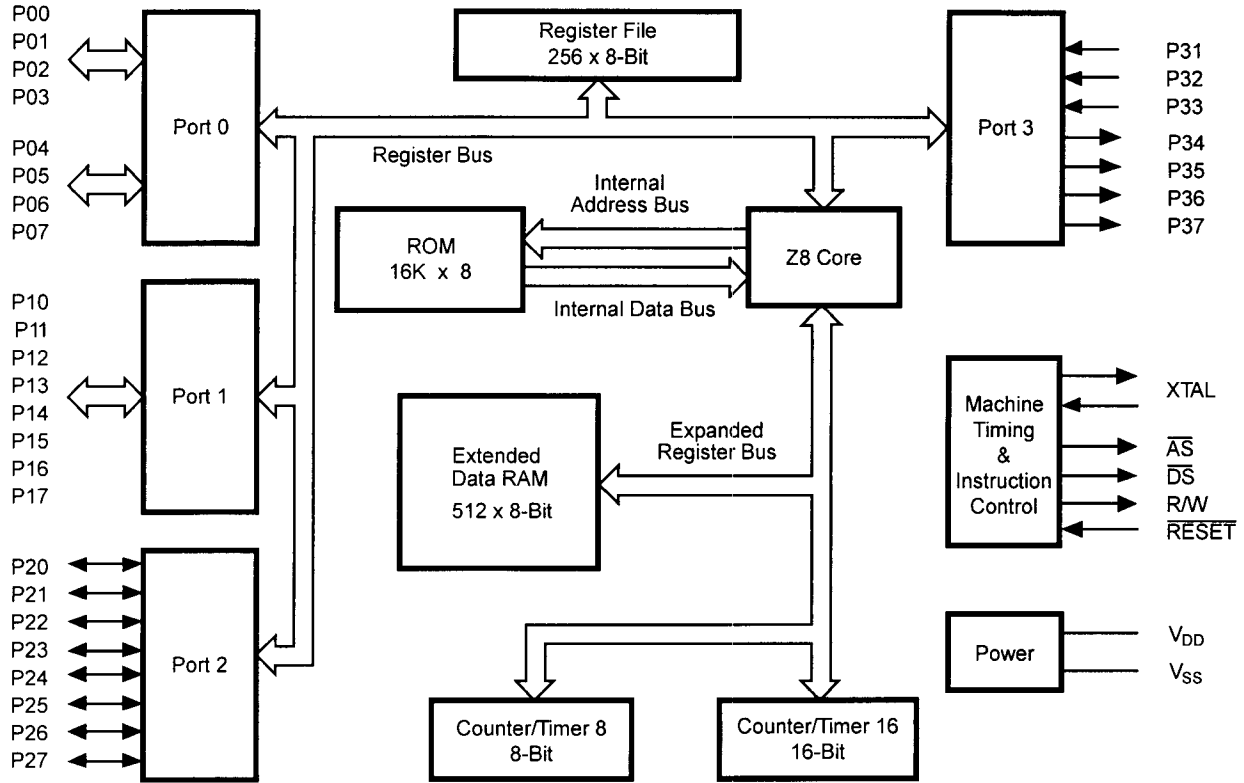 P00
P01
P02
P03
P04
P05
P06
P07
Port 0
Register File
256 x 8-Bit
Register Bus
Port 3
P31
P32
P33
P34
P35
P36
P37
Internal
Address Bus
ROM
16K x 8
Z8 Core
Internal Data Bus
P10
P11
P12
P13
P14
P15
P16
P17
Port 1
Extended
Data RAM
512 x 8-Bit
Expanded
Register Bus
Machine
Timing
&
Instruction
Control
XTAL
A̅S̅
D̅S̅
R/W
R̅E̅S̅E̅T̅
P20
P21
P22
P23
P24
P25
P26
P27
Port 2
Counter/Timer 8
8-Bit
Counter/Timer 16
16-Bit
Power
VDD
VSS